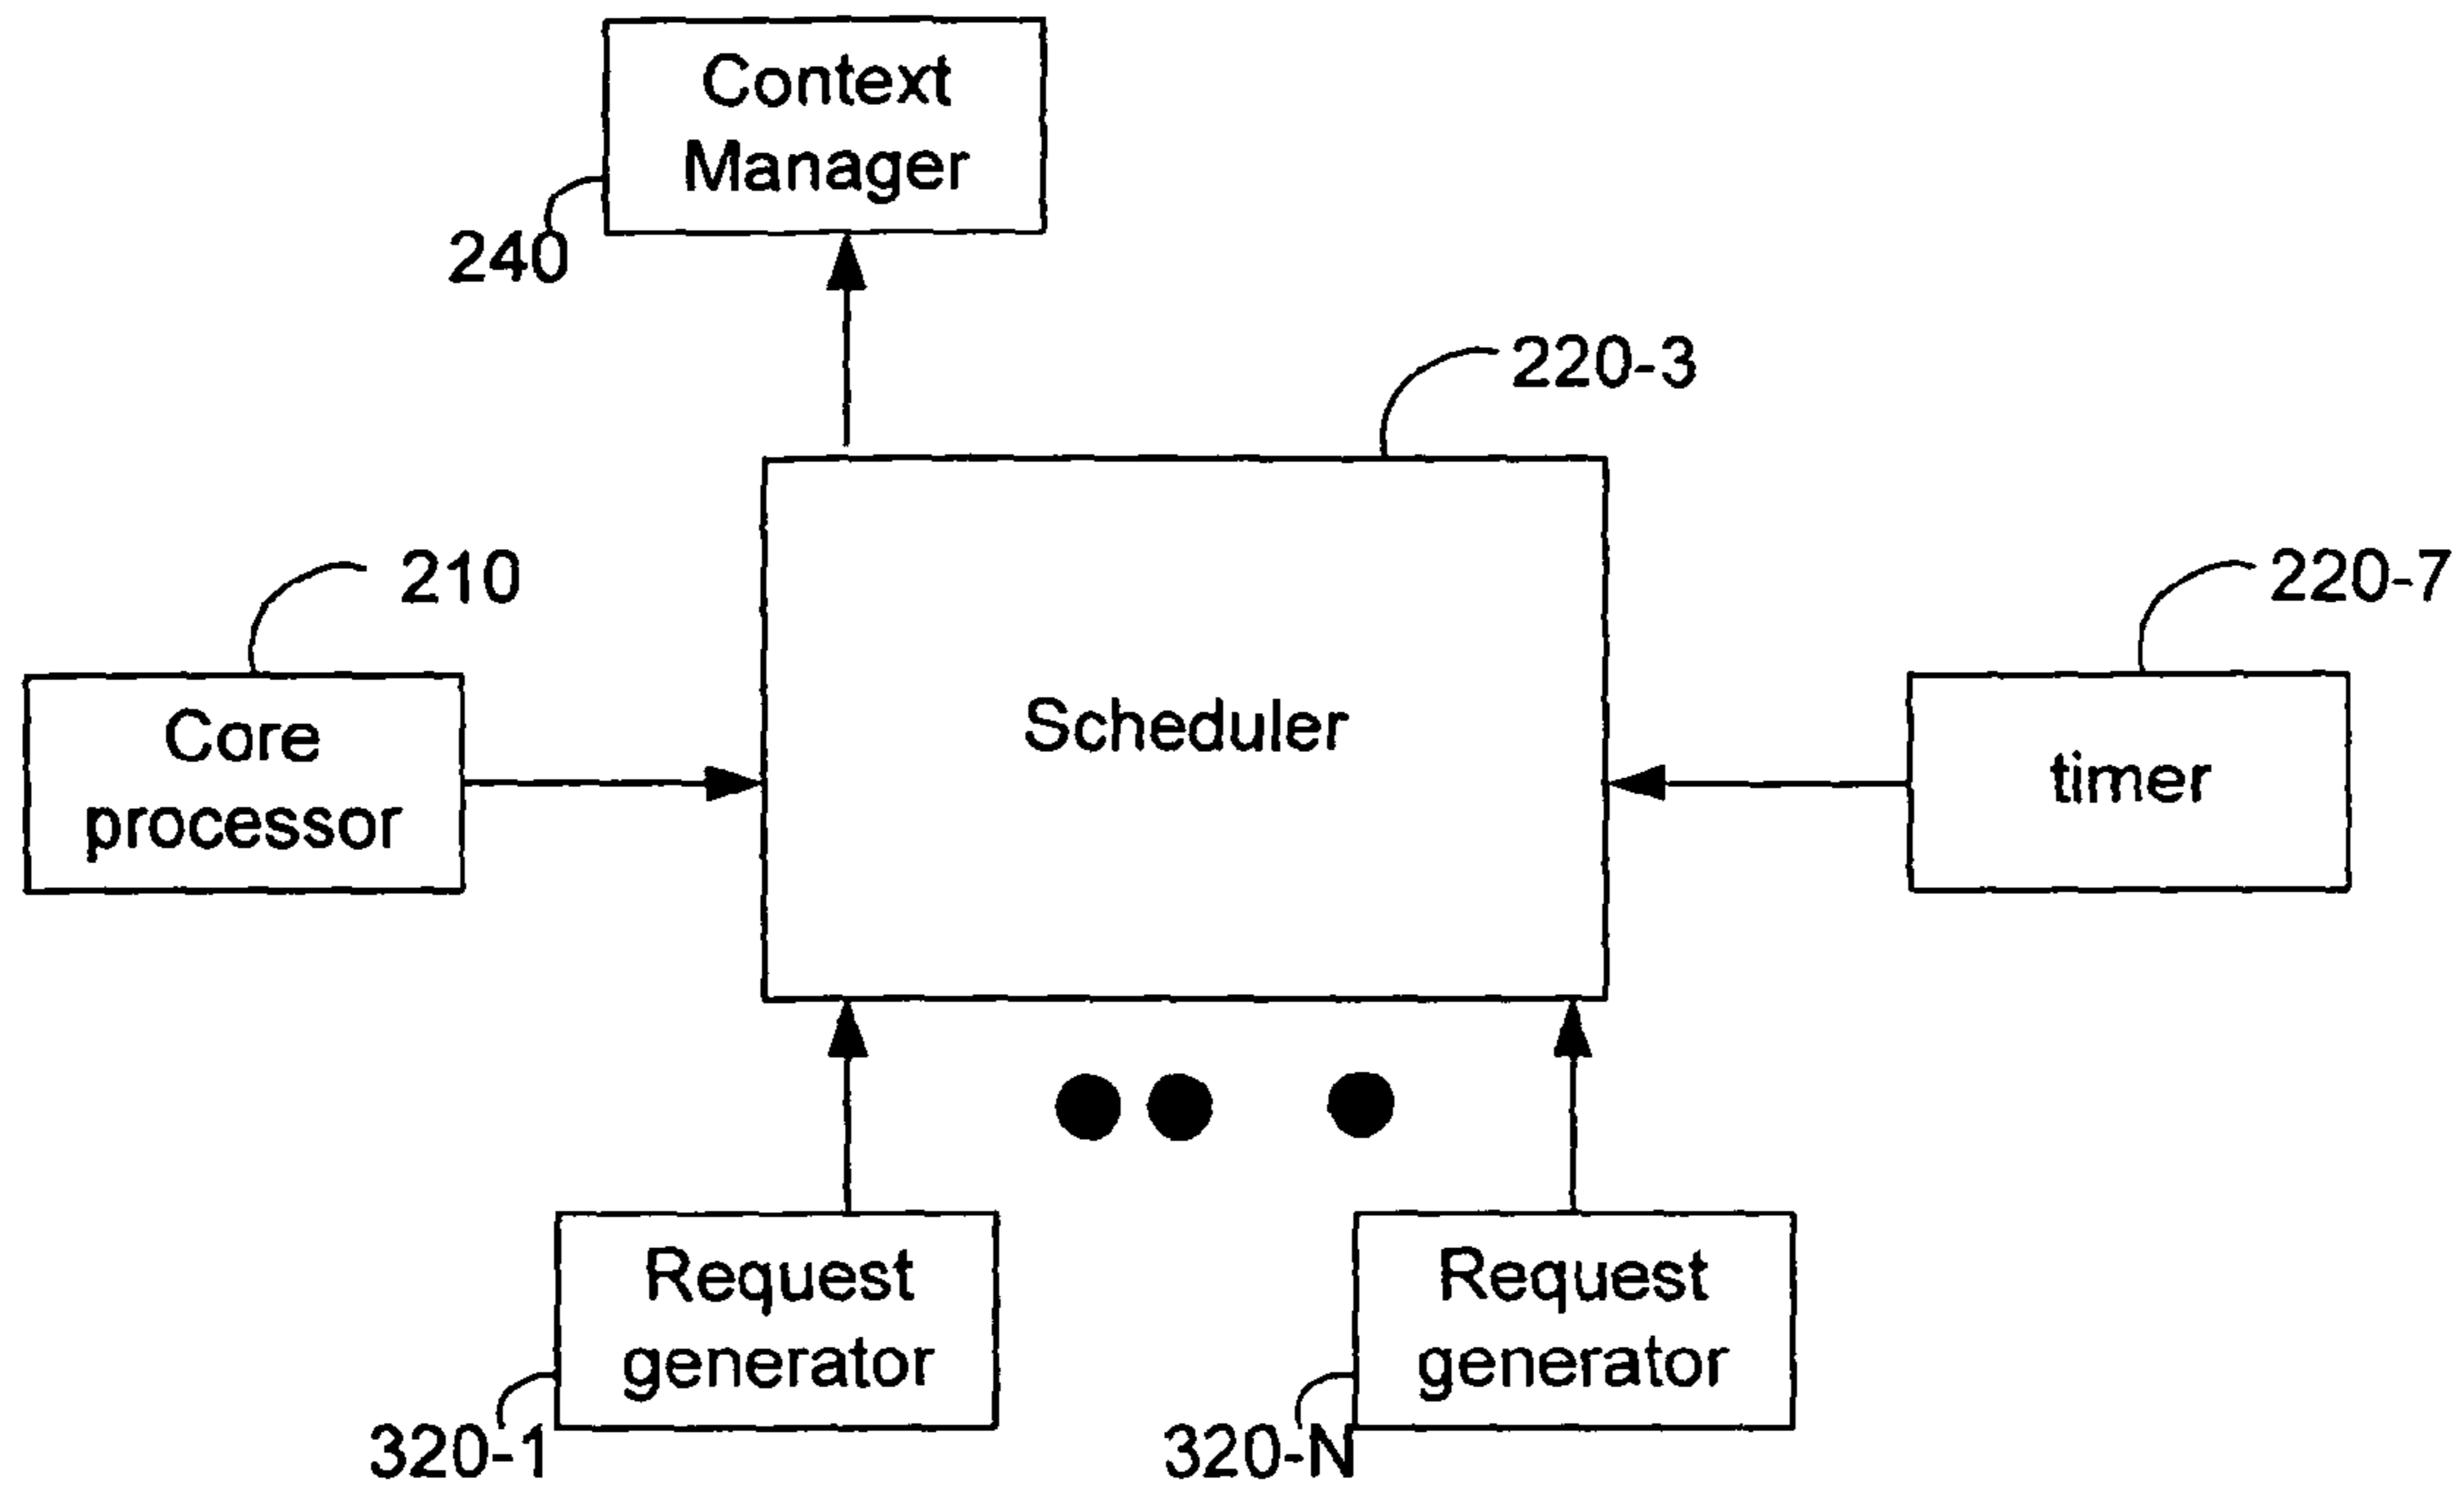 Context
Manager
240
220-3
210
220-7
Core
processor
Scheduler
timer
Request
generator
320-1
Request
generator
320-N